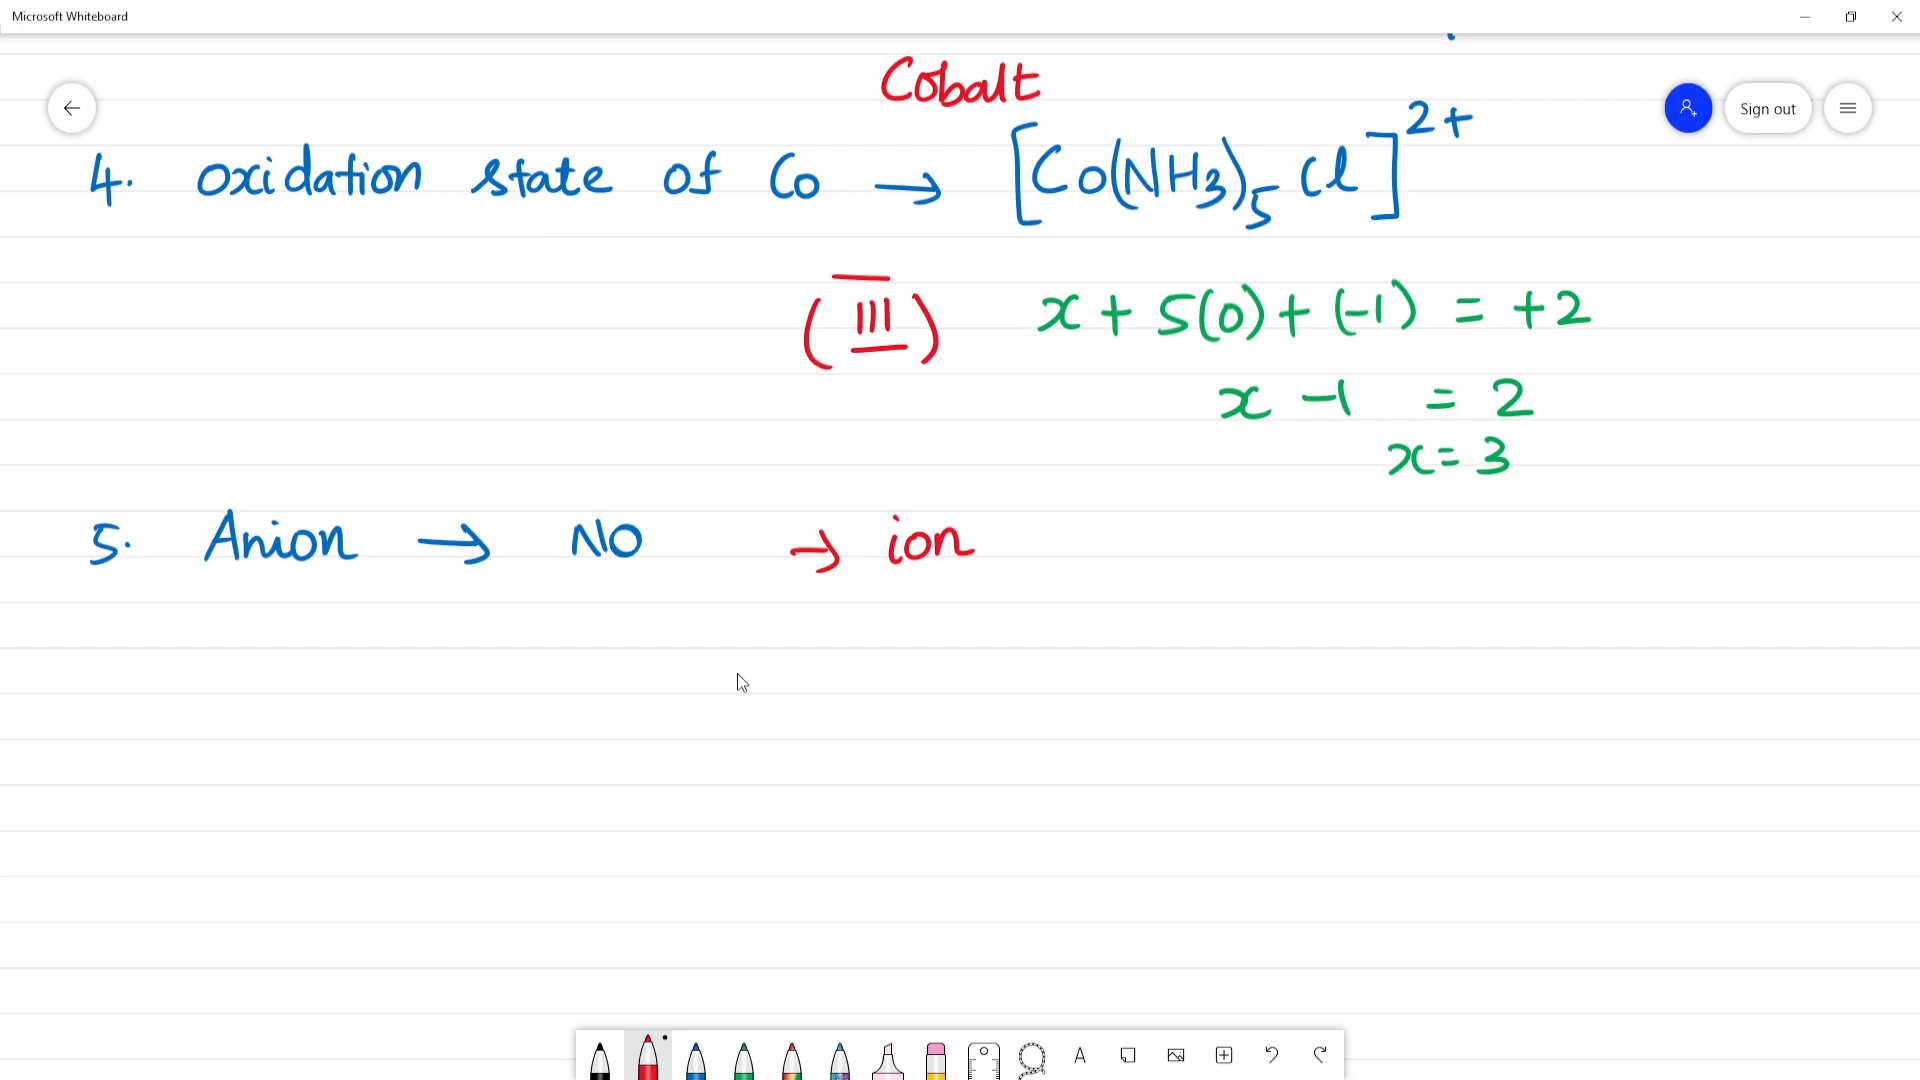 Microsoft Whiteboard
Cobalt
Sign out
4. oxidation state of Co → [Co(NH3)5 Cl]2+
(III) x + 5(0) + (-1) = +2
x -1 = 2
x = 3
5. Anion → NO → ion
A